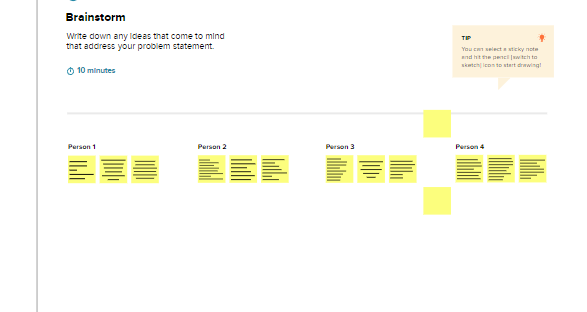 Brainstorm
Write down any ideas that come to mind
that address your problem statement.
10 minutes
TIP
You can select a sticky note
and hit the pencil (switch to
sketch) icon to start drawing!
Person 1
Person 2
Person 3
Person 4